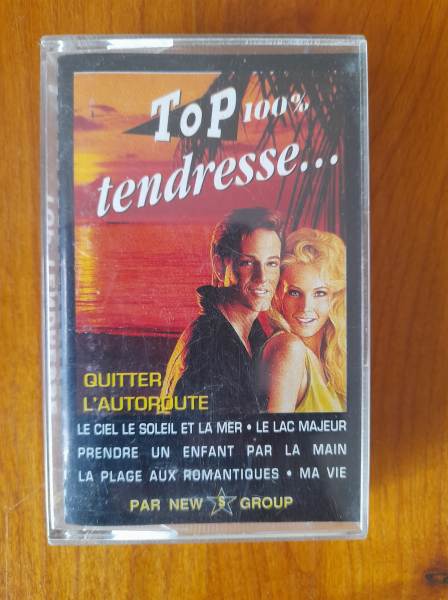 ToP 100%
tendresse...
QUITTER
L'AUTOROUTE
LE CIEL LE SOLEIL ET LA MER • LE LAC MAJEUR
PRENDRE UN ENFANT PAR LA MAIN
LA PLAGE AUX ROMANTIQUES • MA VIE
PAR NEW S GROUP